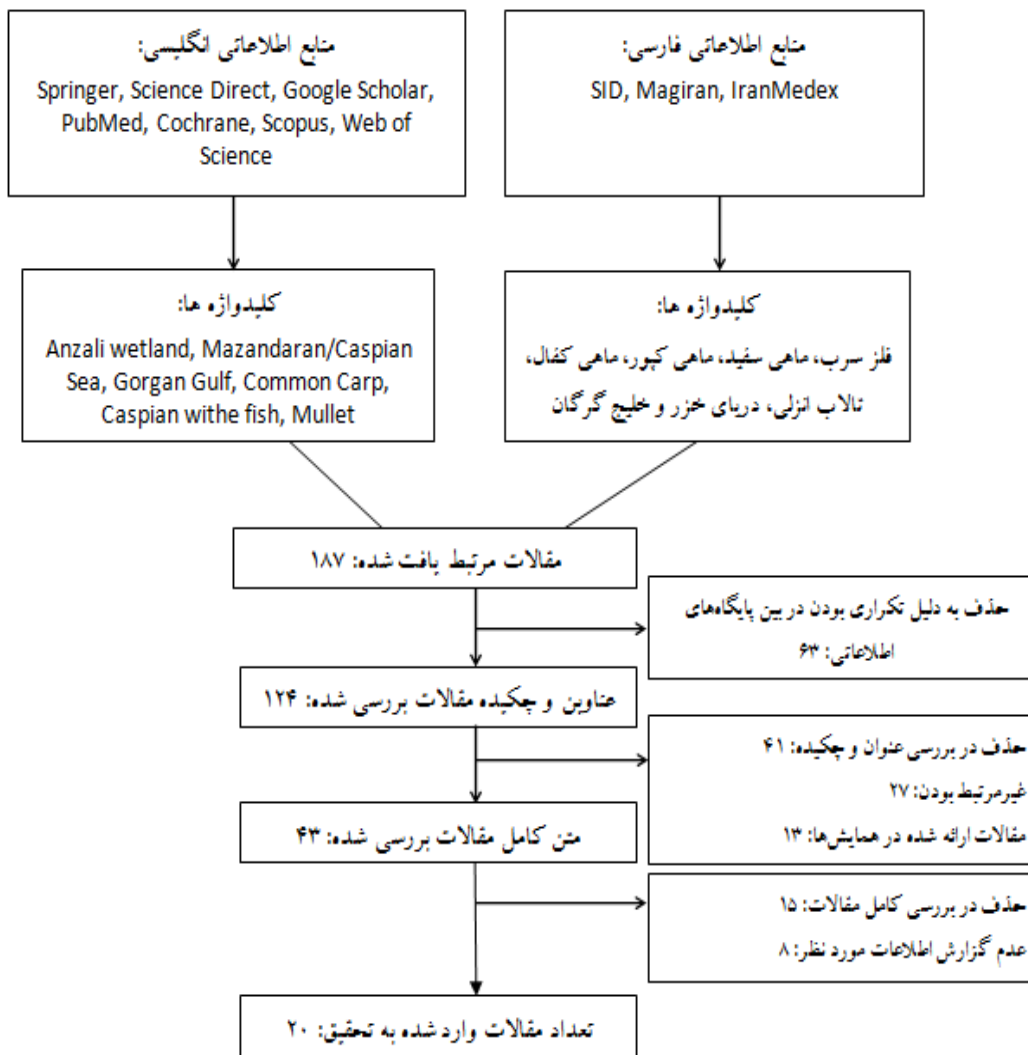 منابع اطلاعاتی انگلیسی:
Springer, Science Direct, Google Scholar,
PubMed, Cochrane, Scopus, Web of
Science
منابع اطلاعاتی فارسی:
SID, Magiran, IranMedex
کلیدواژه ها:
Anzali wetland, Mazandaran/Caspian
Sea, Gorgan Gulf, Common Carp,
Caspian withe fish, Mullet
کلیدواژه ها:
فلز سرب، ماهی سفید، ماهی کپور، ماهی کفال،
تالاب انزلی، دریای خزر و خلیج گرگان
مقالات مرتبط یافت شده: ۱۸۷
حذف به دلیل تکراری بودن در بین پایگاه‌های
اطلاعاتی: ۶۳
عناوین و چکیده مقالات بررسی شده: ۱۲۴
حذف در بررسی عنوان و چکیده: ۴۱
غیرمرتبط بودن: ۲۷
مقالات ارائه شده در همایش‌ها: ۱۳
متن کامل مقالات بررسی شده: ۴۳
حذف در بررسی کامل مقالات: ۱۵
عدم گزارش اطلاعات مورد نظر: ۸
تعداد مقالات وارد شده به تحقیق: ۲۰